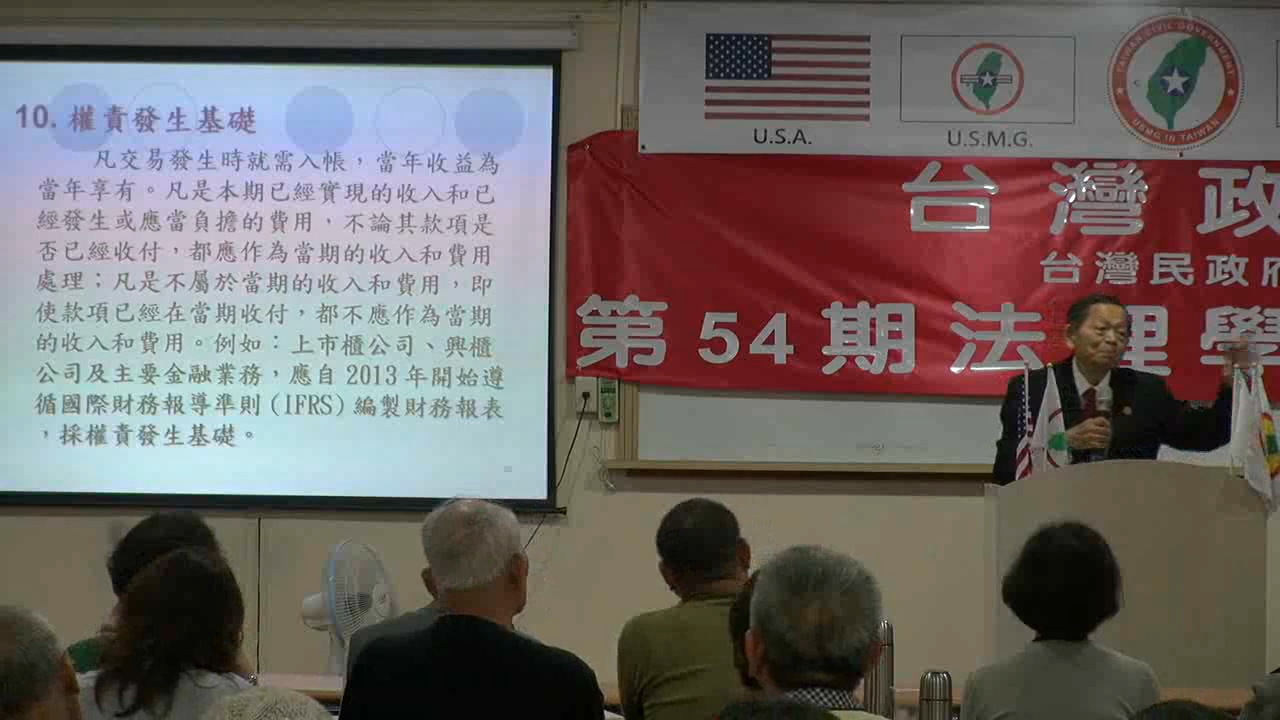 10. 權責發生基礎
凡交易發生時就需入帳，當年收益為
當年享有。凡是本期已經實現的收入和已
經發生或應當負擔的費用，不論其款項是
否已經收付，都應作為當期的收入和費用
處理；凡是不屬於當期的收入和費用，即
使款項已經在當期收付，都不應作為當期
的收入和費用。例如：上市櫃公司、興櫃
公司及主要金融業務，應自 2013 年開始遵
循國際財務報導準則(IFRS)編製財務報表
，採權責發生基礎。
U.S.A.
U.S.M.G.
TAIWAN CIVIL GOVERNMENT
USMG IN TAIWAN
台灣政
台灣民政府
第54期法理學